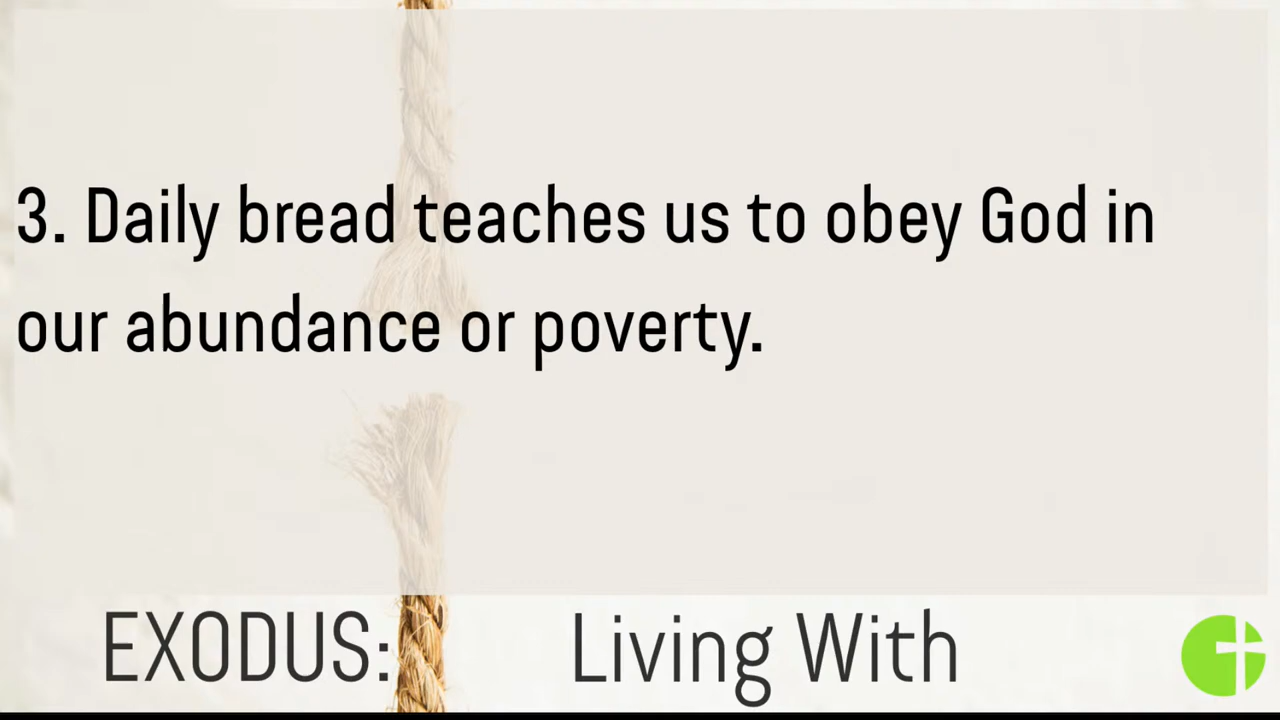 3. Daily bread teaches us to obey God in
our abundance or poverty.
EXODUS: Living With